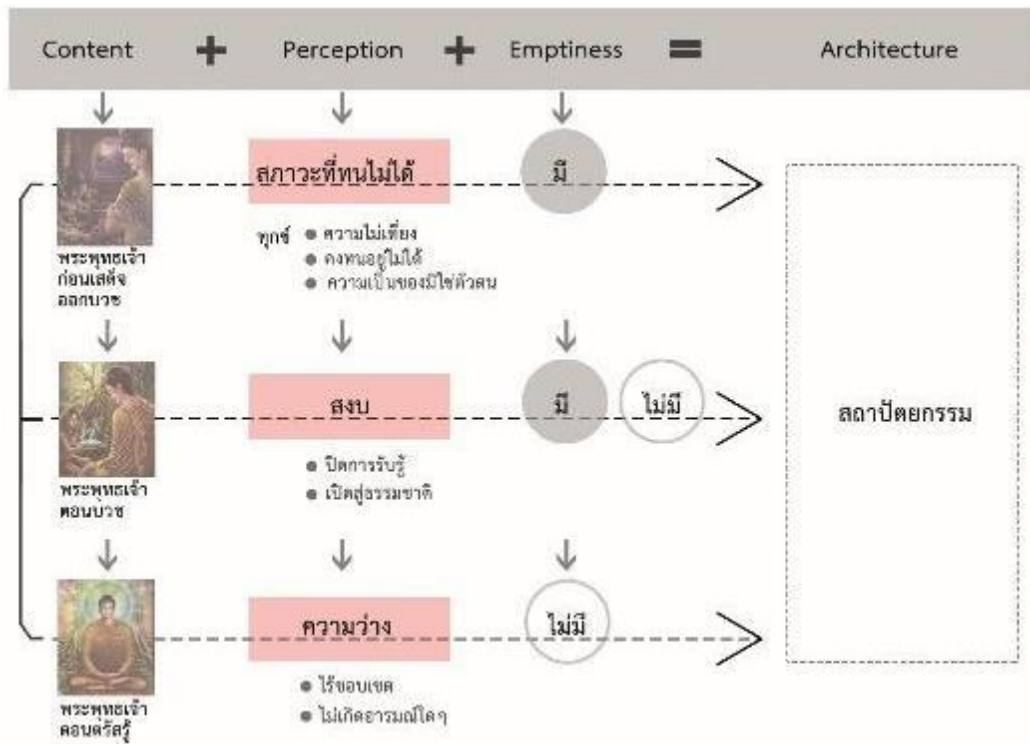 Content + Perception + Emptiness = Architecture
สภาวะที่ทนไม่ได้
มี
ทุกข์
● ความไม่เที่ยง
● คงทนอยู่ไม่ได้
● ความเป็นของมิใช่ตัวตน
พระพุทธเจ้า
ก่อนเสด็จ
ออกบวช
สงบ
มี
ไม่มี
สถาปัตยกรรม
● ปิดการรับรู้
● เปิดสู่ธรรมชาติ
พระพุทธเจ้า
ตอนบวช
ความว่าง
ไม่มี
● ไร้ขอบเขต
● ไม่เกิดอารมณ์ใดๆ
พระพุทธเจ้า
ตอนตรัสรู้